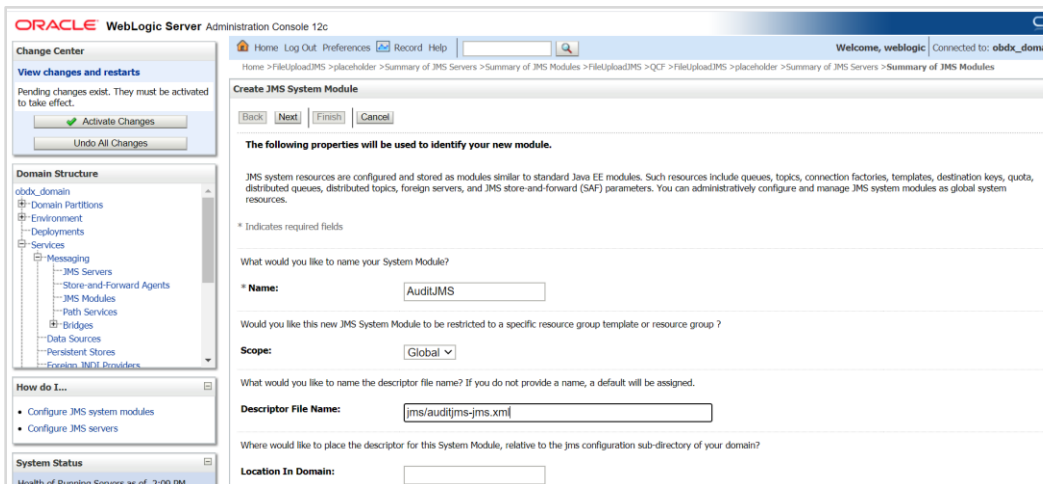 ORACLE WebLogic Server Administration Console 12c
Change Center
View changes and restarts
Pending changes exist. They must be activated
to take effect.
Activate Changes
Undo All Changes
Domain Structure
obdx_domain
Domain Partitions
Environment
Deployments
Services
Messaging
JMS Servers
Store-and-Forward Agents
JMS Modules
Path Services
Bridges
Data Sources
Persistent Stores
Foreign JNDI Providers
How do I...
Configure JMS system modules
Configure JMS servers
System Status
Health of Running Servers as of 2:09 PM
Home Log Out Preferences Record Help
Welcome, weblogic Connected to: obdx_doma
Home >FileUploadJMS >placeholder >Summary of JMS Servers >Summary of JMS Modules >FileUploadJMS >QCF >FileUploadJMS >placeholder >Summary of JMS Servers >Summary of JMS Modules
Create JMS System Module
Back Next Finish Cancel
The following properties will be used to identify your new module.
JMS system resources are configured and stored as modules similar to standard Java EE modules. Such resources include queues, topics, connection factories, templates, destination keys, quota,
distributed queues, distributed topics, foreign servers, and JMS store-and-forward (SAF) parameters. You can administratively configure and manage JMS system modules as global system
resources.
* Indicates required fields
What would you like to name your System Module?
* Name: AuditJMS
Would you like this new JMS System Module to be restricted to a specific resource group template or resource group ?
Scope: Global
What would you like to name the descriptor file name? If you do not provide a name, a default will be assigned.
Descriptor File Name: jms/auditjms-jms.xml
Where would like to place the descriptor for this System Module, relative to the jms configuration sub-directory of your domain?
Location In Domain: